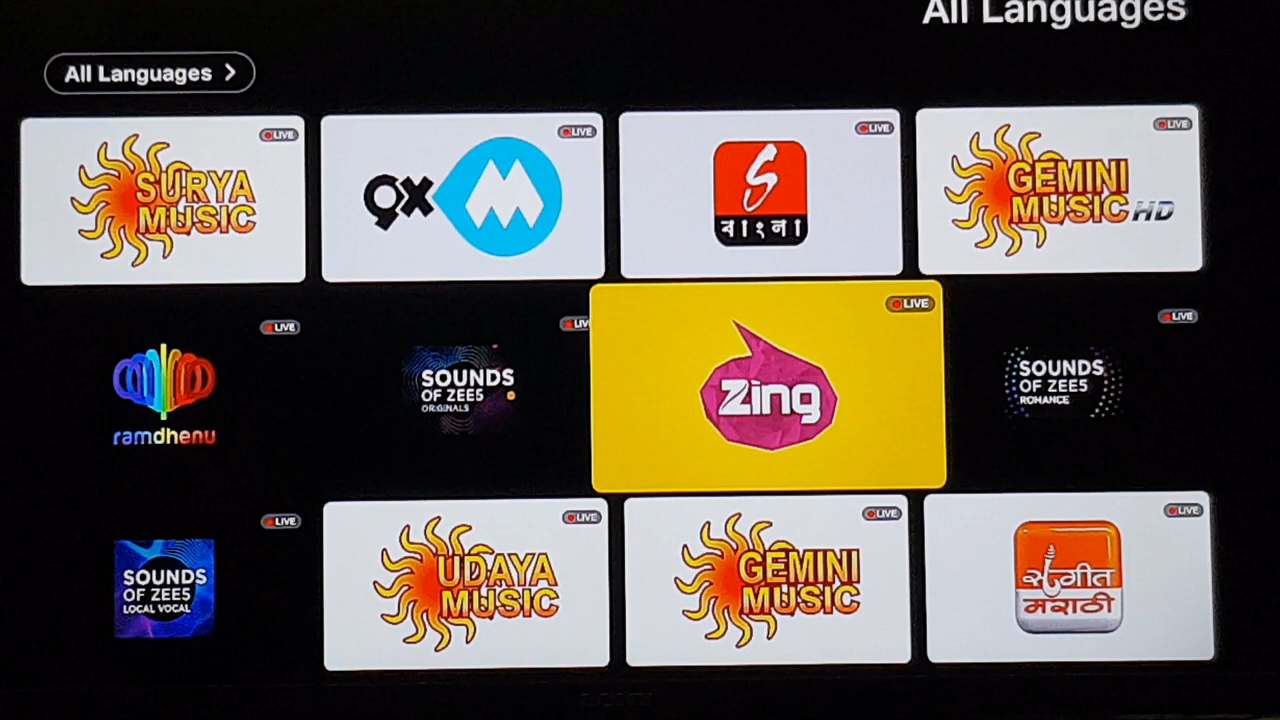 All Languages
All Languages >
LIVE
SURYA
MUSIC
LIVE
9x
M
LIVE
S
বাংলা
LIVE
GEMINI
MUSIC HD
LIVE
ramdhenu
LIV
SOUNDS
OF ZEE5
ORIGINALS
LIVE
Zing
LIVE
SOUNDS
OF ZEE5
ROMANCE
LIVE
SOUNDS
OF ZEE5
LOCAL VOCAL
LIVE
UDAYA
MUSIC
LIVE
GEMINI
MUSIC
LIVE
संगीत
मराठी